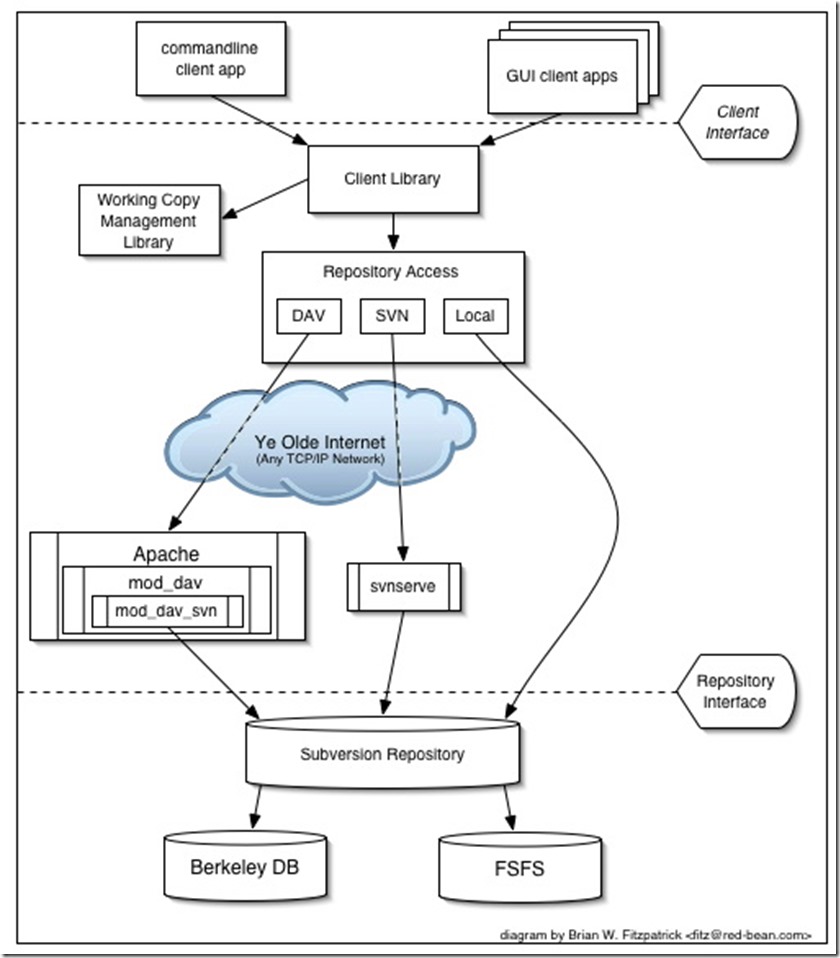 commandline
client app
GUI client apps
Client
Interface
Client Library
Working Copy
Management
Library
Repository Access
DAV
SVN
Local
Ye Olde Internet
(Any TCP/IP Network)
Apache
mod_dav
mod_dav_svn
svnserve
Repository
Interface
Subversion Repository
Berkeley DB
FSFS
diagram by Brian W. Fitzpatrick <fitz@red-bean.com>